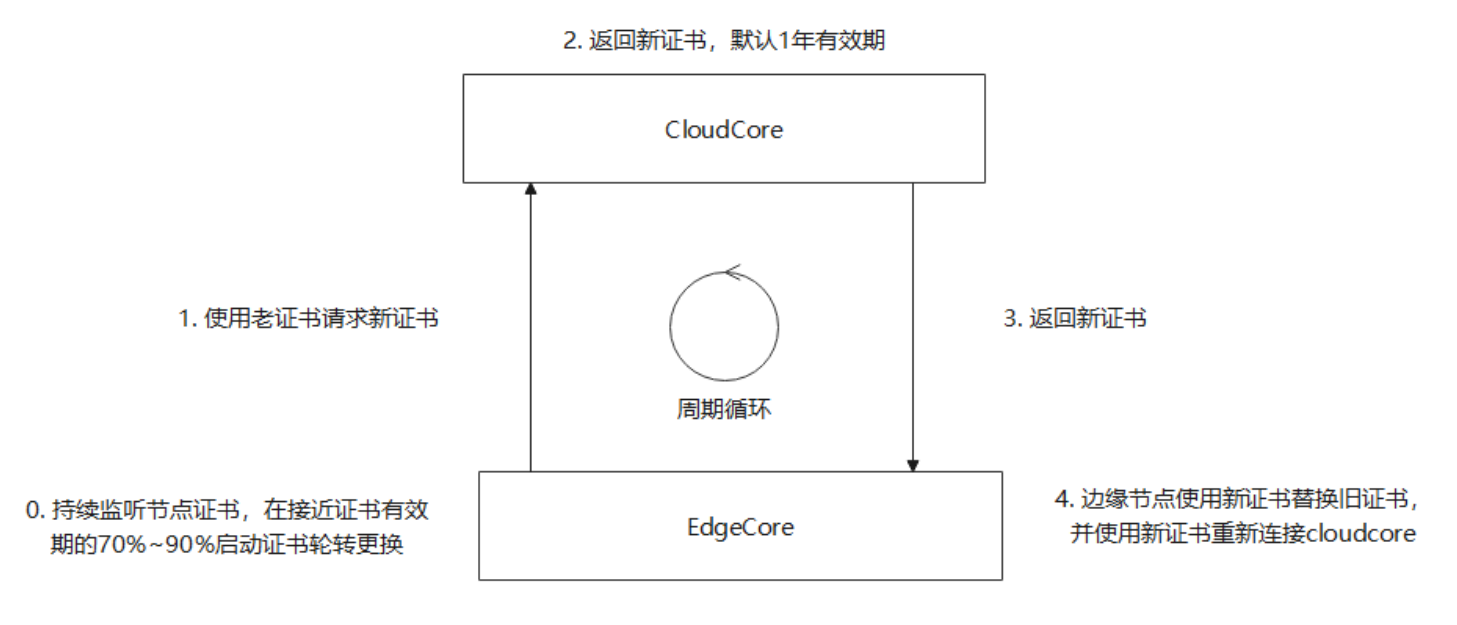 2. 返回新证书，默认1年有效期
CloudCore
1. 使用老证书请求新证书
3. 返回新证书
周期循环
0. 持续监听节点证书，在接近证书有效
期的70%~90%启动证书轮转更换
EdgeCore
4. 边缘节点使用新证书替换旧证书，
并使用新证书重新连接cloudcore